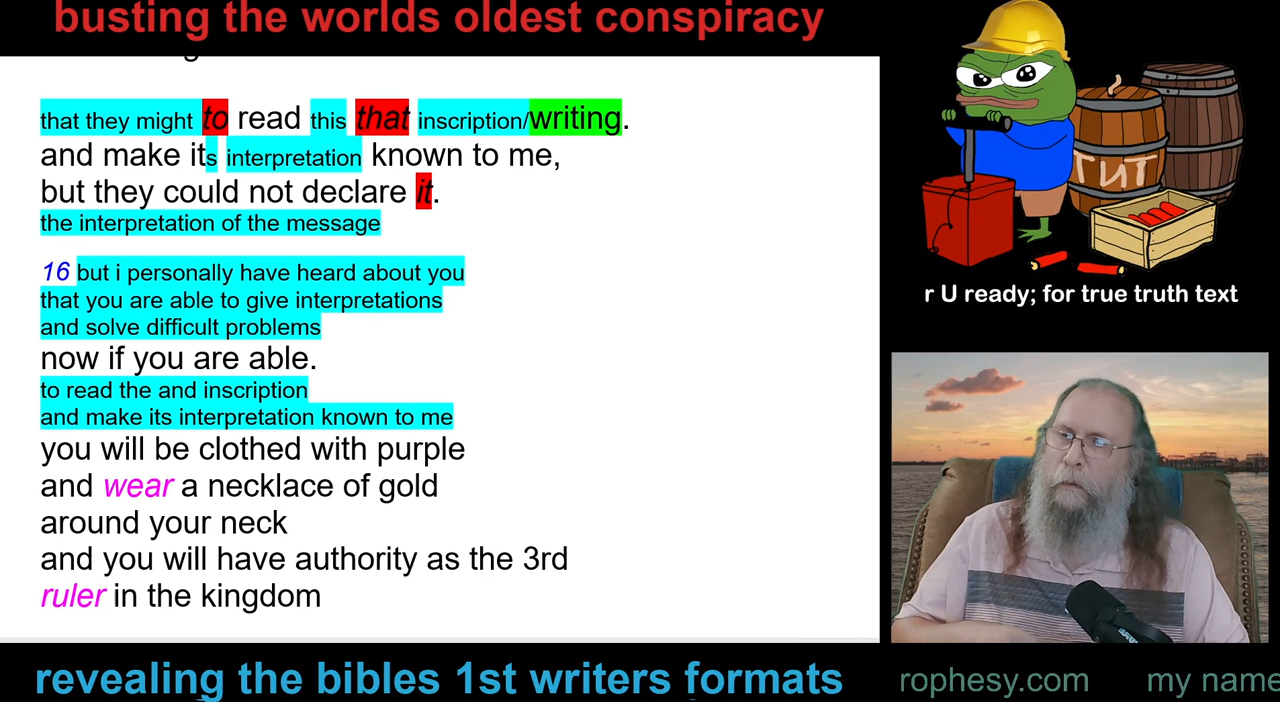 busting the worlds oldest conspiracy
that they might to read this that inscription/writing.
and make its interpretation known to me,
but they could not declare it.
the interpretation of the message
16 but i personally have heard about you
that you are able to give interpretations
and solve difficult problems
now if you are able.
to read the and inscription
and make its interpretation known to me
you will be clothed with purple
and wear a necklace of gold
around your neck
and you will have authority as the 3rd
ruler in the kingdom
revealing the bibles 1st writers formats
TNT
r U ready; for true truth text
rophesy.com my name